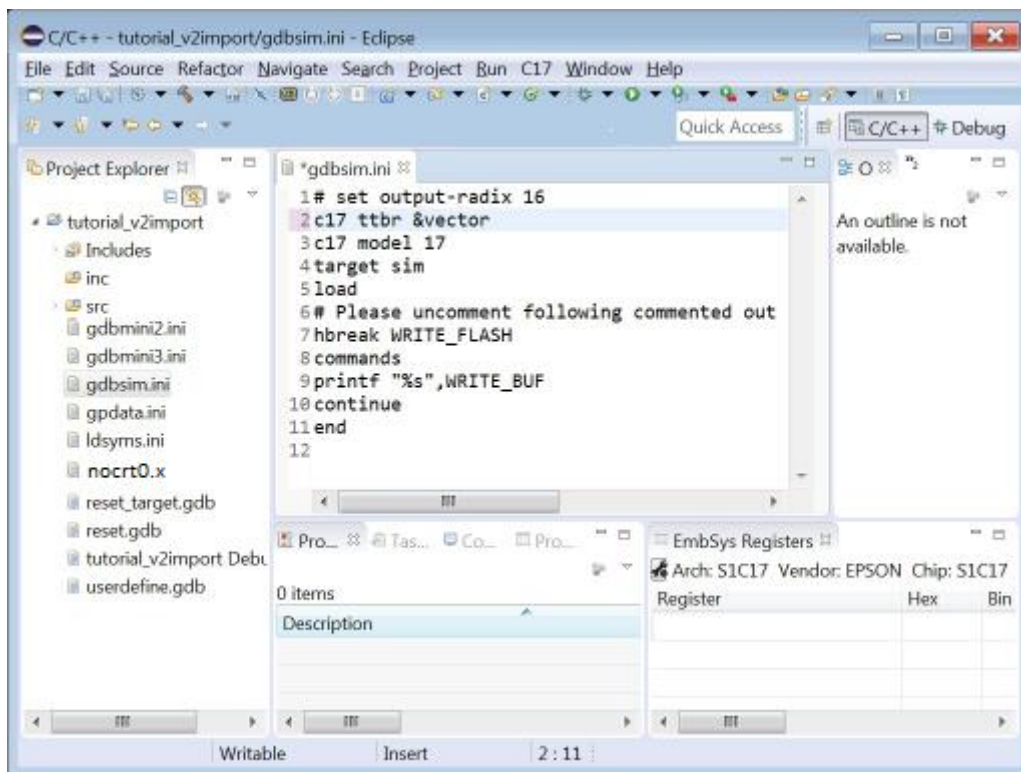 C/C++ - tutorial_v2import/gdbsim.ini - Eclipse
File Edit Source Refactor Navigate Search Project Run C17 Window Help
Quick Access C/C++ Debug
Project Explorer
tutorial_v2import
Includes
inc
src
gdbmini2.ini
gdbmini3.ini
gdbsim.ini
gpdata.ini
ldsyms.ini
nocrt0.x
reset_target.gdb
reset.gdb
tutorial_v2import Debu
userdefine.gdb
*gdbsim.ini
1 # set output-radix 16
2 c17 ttbr &vector
3 c17 model 17
4 target sim
5 load
6 # Please uncomment following commented out
7 hbreak WRITE_FLASH
8 commands
9 printf "%s",WRITE_BUF
10 continue
11 end
12
O
An outline is not
available.
Pro... Tas... Co... Pro...
0 items
Description
EmbSys Registers
Arch: S1C17 Vendor: EPSON Chip: S1C17
Register Hex Bin
Writable Insert 2 : 11